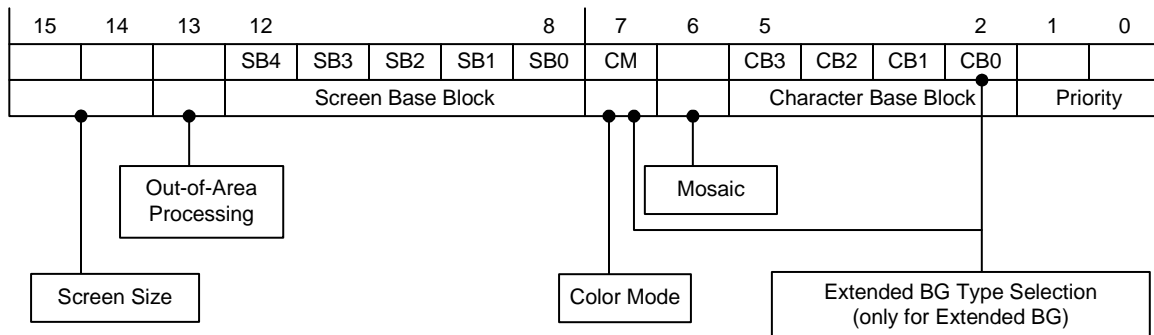 15 14 13 12 8 7 6 5 2 1 0
SB4 SB3 SB2 SB1 SB0 CM CB3 CB2 CB1 CB0
Screen Base Block Character Base Block Priority
Out-of-Area
Processing
Mosaic
Screen Size
Color Mode
Extended BG Type Selection
(only for Extended BG)